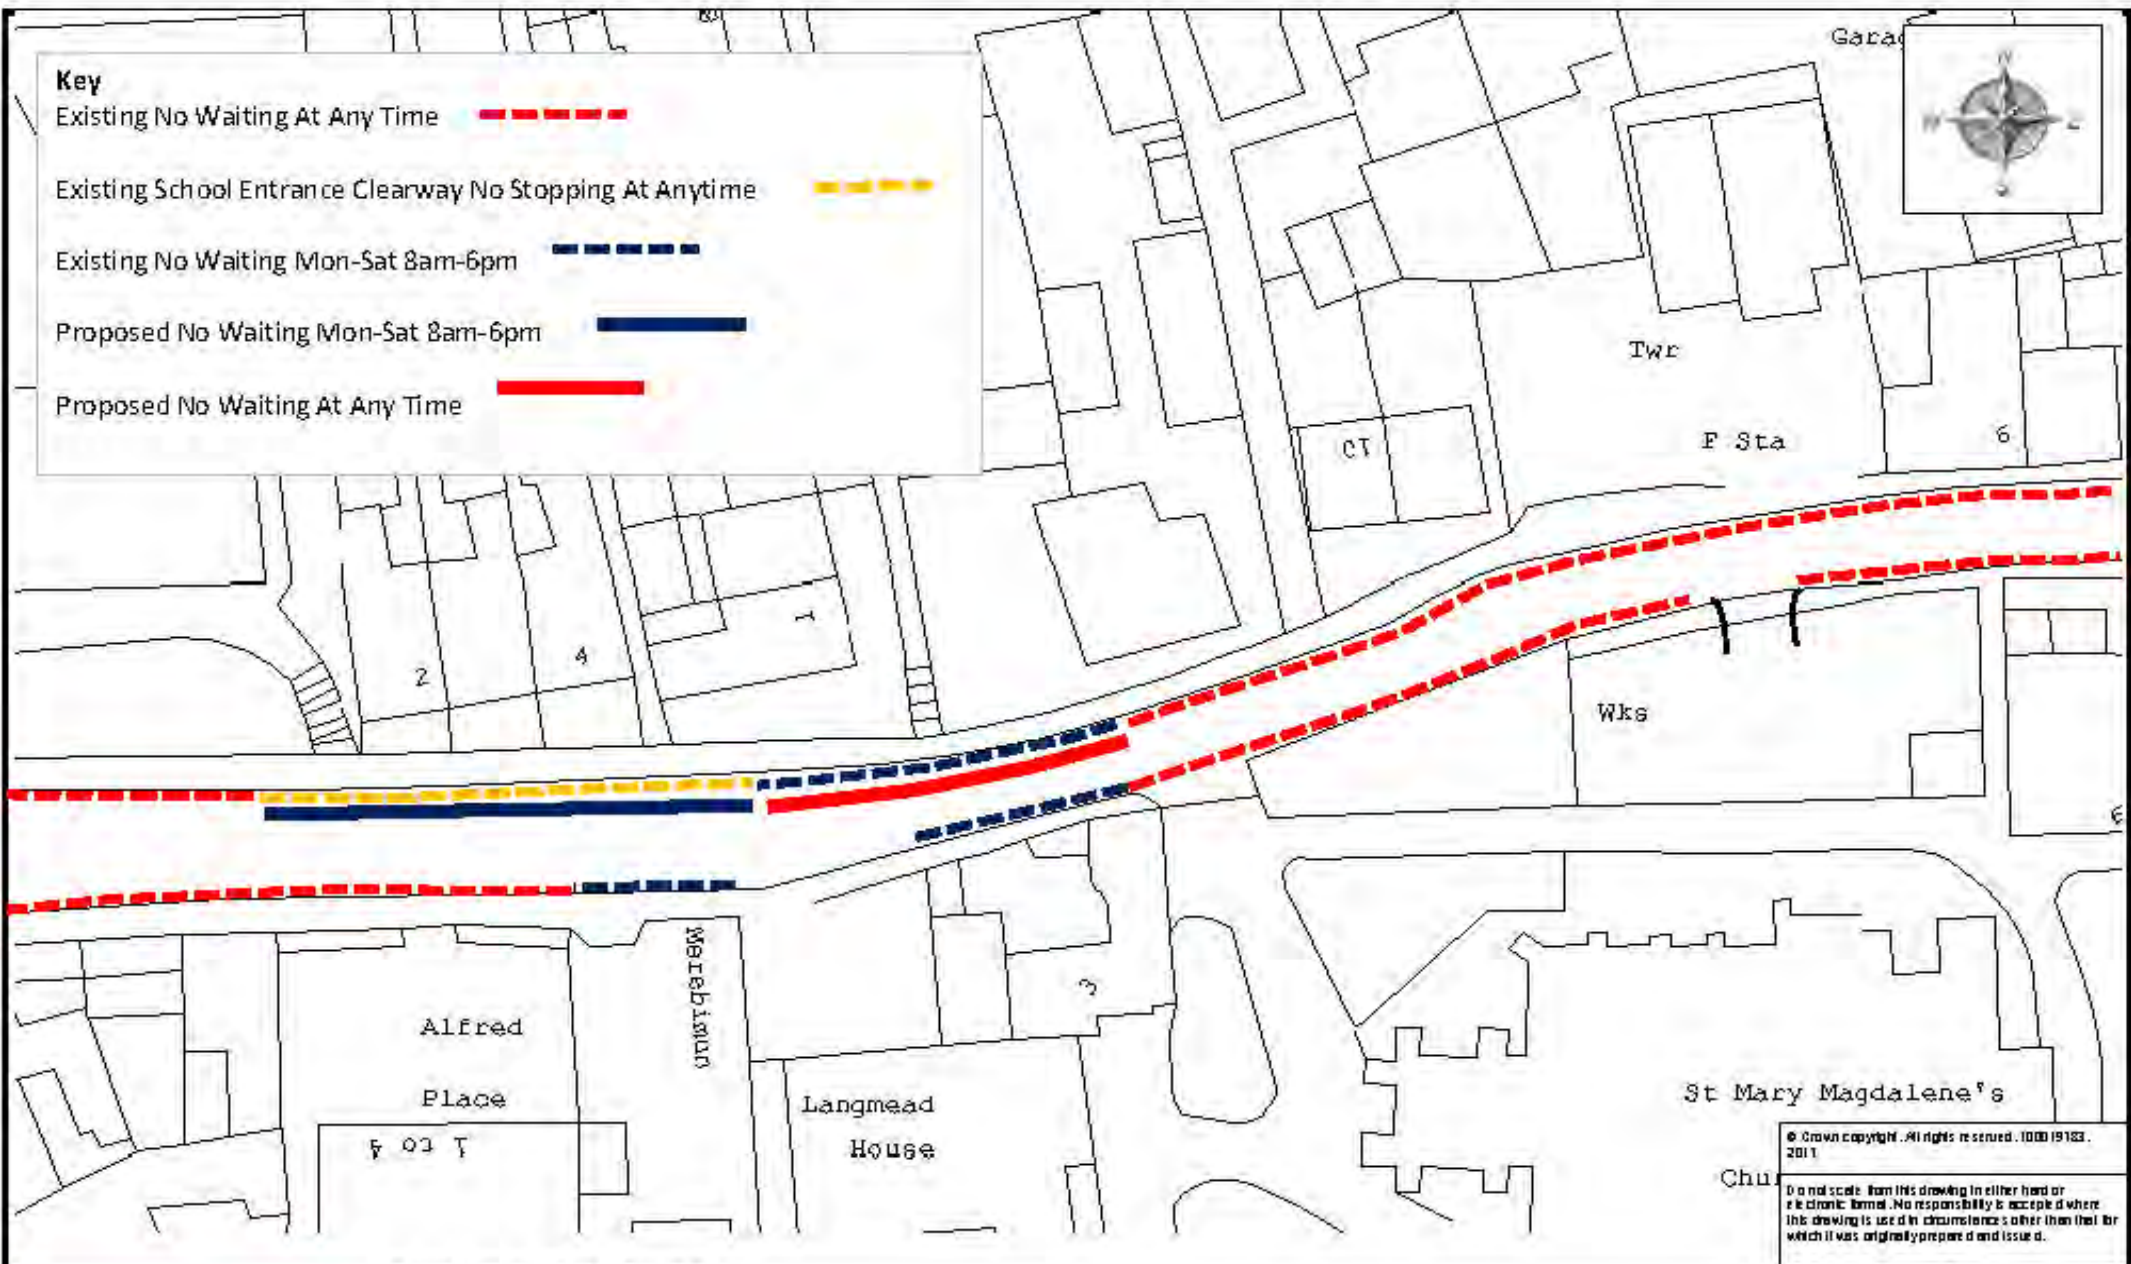 Key
Existing No Waiting At Any Time
Existing School Entrance Clearway No Stopping At Anytime
Existing No Waiting Mon-Sat 8am-6pm
Proposed No Waiting Mon-Sat 8am-6pm
Proposed No Waiting At Any Time
N
W E
S
Twr
F Sta
6
2
4
1
Wks
3
Alfred
Place
1 to 4
Langmead
House
St Mary Magdalene's
© Crown copyright. All rights reserved. 100019183.
2011
Do not scale from this drawing in either hard or
electronic format. No responsibility is accepted where
this drawing is used in circumstances other than that for
which it was originally prepared and issued.